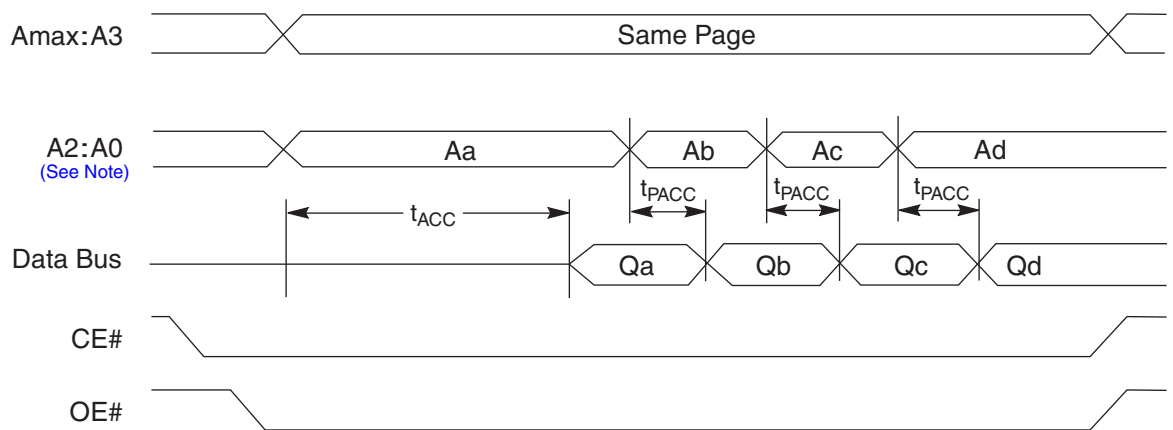 Amax:A3
Same Page
A2:A0
(See Note)
Aa
Ab
Ac
Ad
tACC
tPACC
tPACC
tPACC
Data Bus
Qa
Qb
Qc
Qd
CE#
OE#